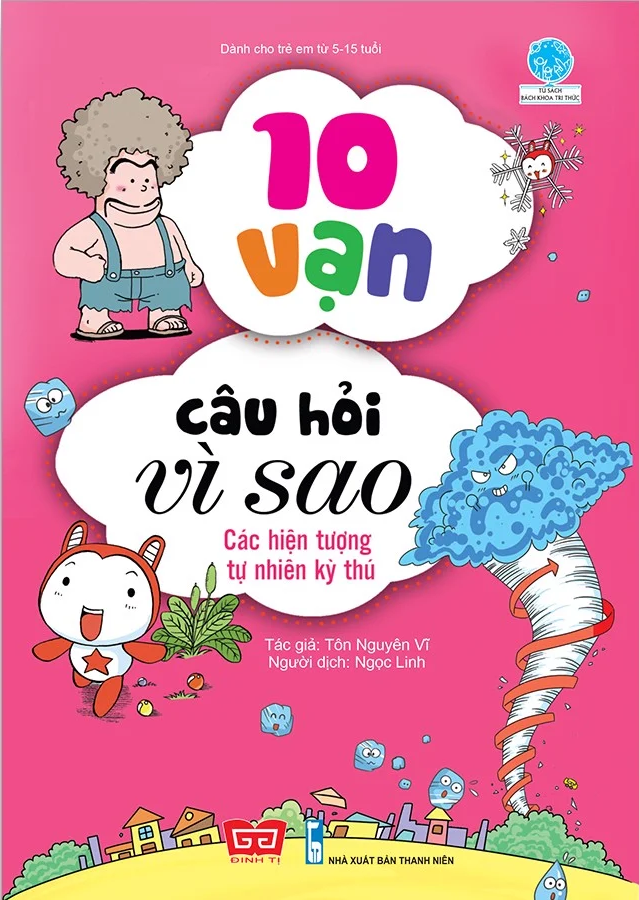 Dành cho trẻ em từ 5-15 tuổi
TỦ SÁCH
BÁCH KHOA TRI THỨC
10
vạn
câu hỏi
vì sao
Các hiện tượng
tự nhiên kỳ thú
Tác giả: Tôn Nguyên Vĩ
Người dịch: Ngọc Linh
ĐINH TỊ
NHÀ XUẤT BẢN THANH NIÊN